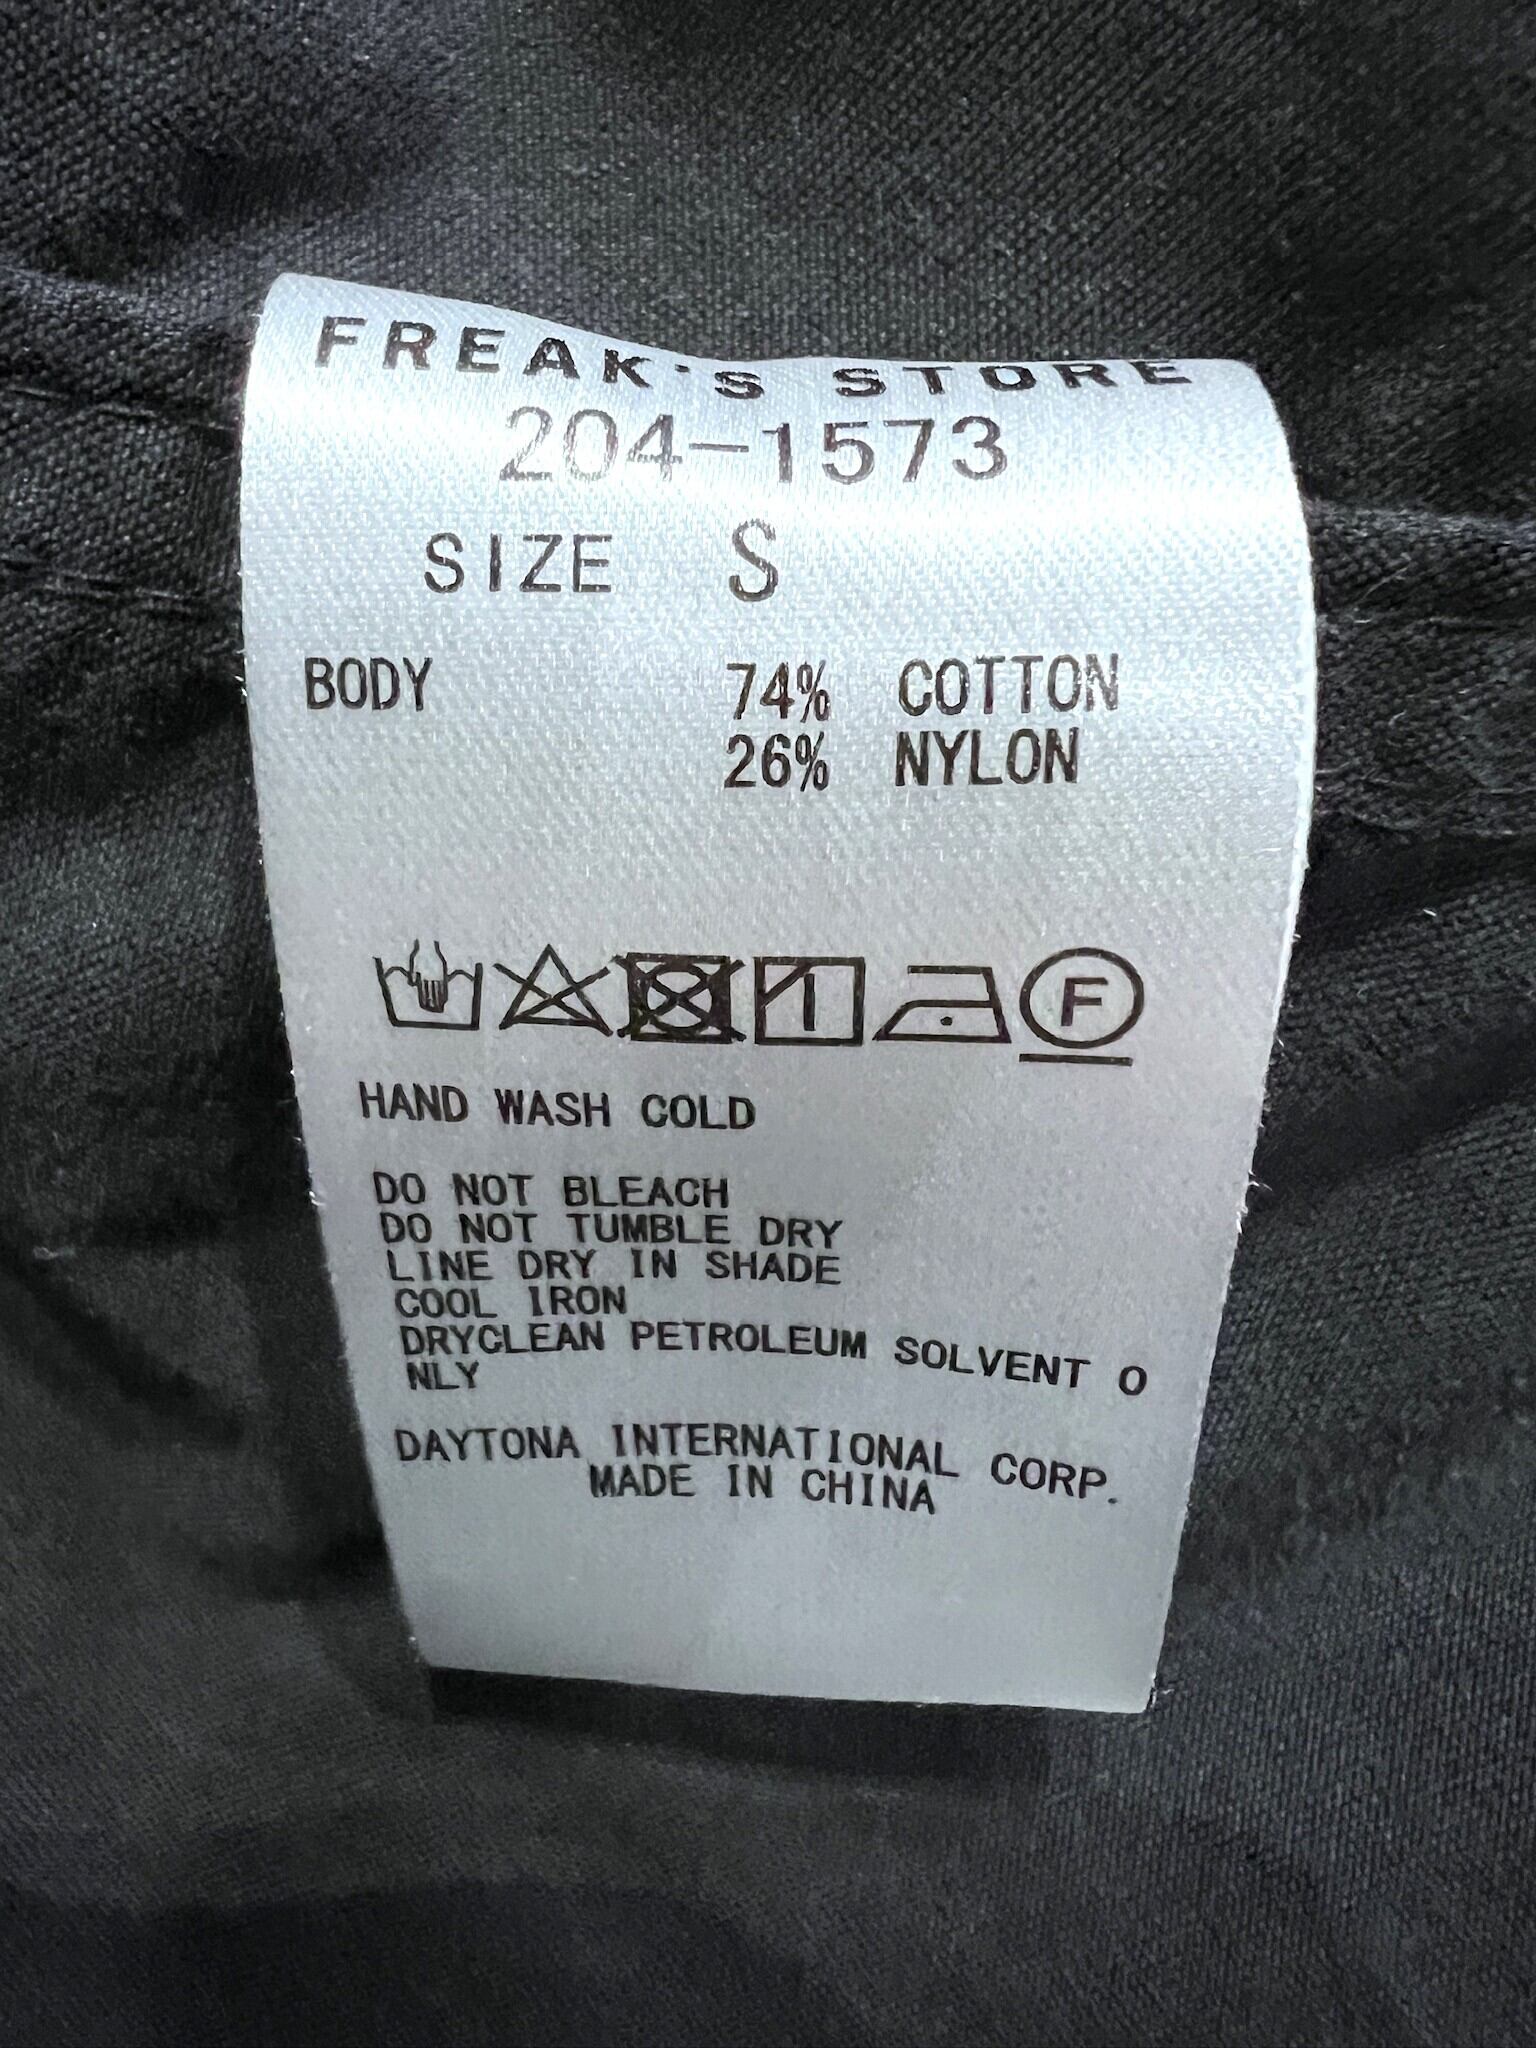 FREAK'S STORE
204-1573
SIZE S
BODY 74% COTTON
26% NYLON
F
HAND WASH COLD
DO NOT BLEACH
DO NOT TUMBLE DRY
LINE DRY IN SHADE
COOL IRON
DRYCLEAN PETROLEUM SOLVENT O
NLY
DAYTONA INTERNATIONAL CORP.
MADE IN CHINA